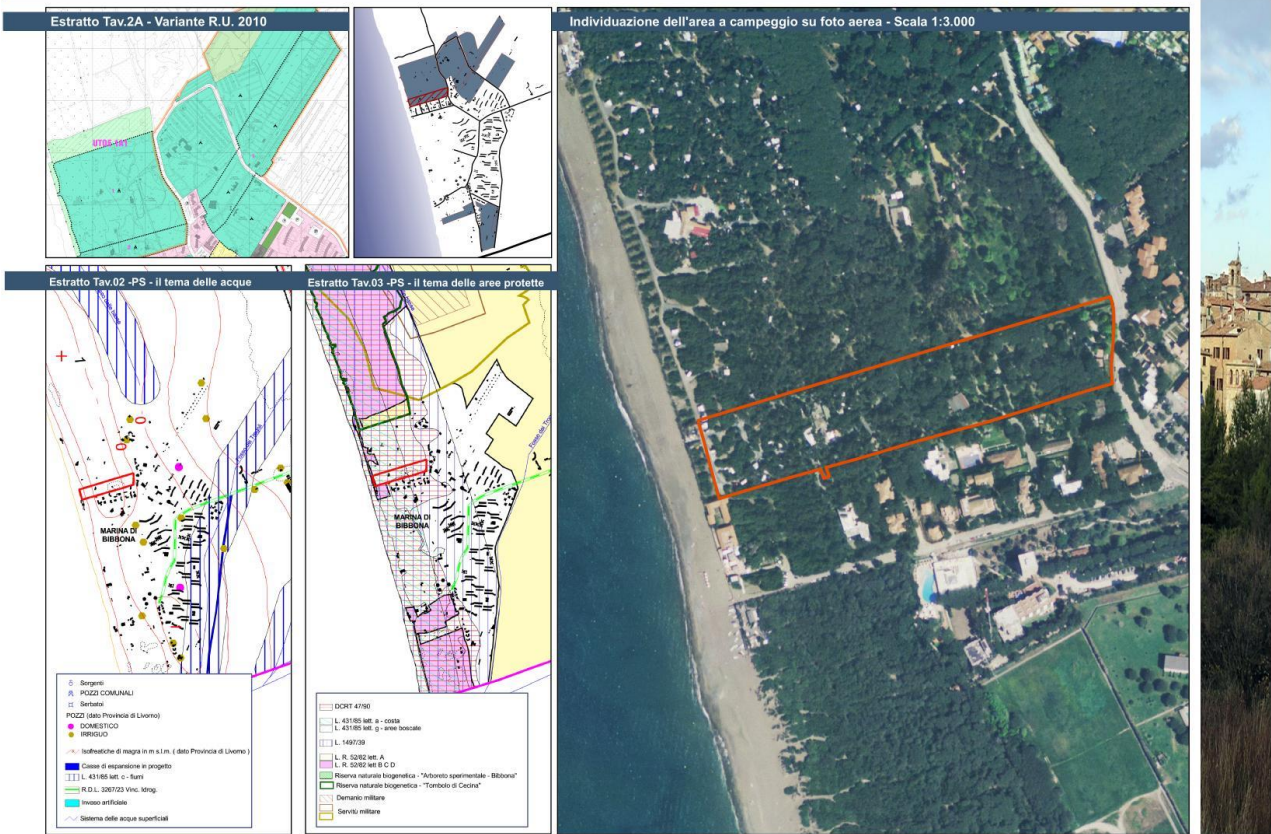 Estratto Tav.2A - Variante R.U. 2010
UTOE 1A1
Individuazione dell'area a campeggio su foto aerea - Scala 1:3.000
Estratto Tav.02 -PS - il tema delle acque
1
0
0
MARINA DI
BIBBONA
Sorgenti
POZZI COMUNALI
Serbatoi
POZZI (dato Provincia di Livorno)
DOMESTICO
IRRIGUO
Isofreatiche di magra in m s.l.m. ( dato Provincia di Livorno )
Casse di espansione in progetto
L. 431/85 lett. c - fiumi
R.D.L. 3267/23 Vinc. Idrog.
Invaso artificiale
Sistema delle acque superficiali
Estratto Tav.03 -PS - il tema delle aree protette
MARINA DI
BIBBONA
DCRT 47/90
L. 431/85 lett. a - costa
L. 431/85 lett. g - aree boscate
L. 1497/39
L. R. 52/82 lett. A
L. R. 52/82 lett B C D
Riserva naturale biogenetica - "Arboreto sperimentale - Bibbona"
Riserva naturale biogenetica - "Tombolo di Cecina"
Demanio militare
Servitù militare